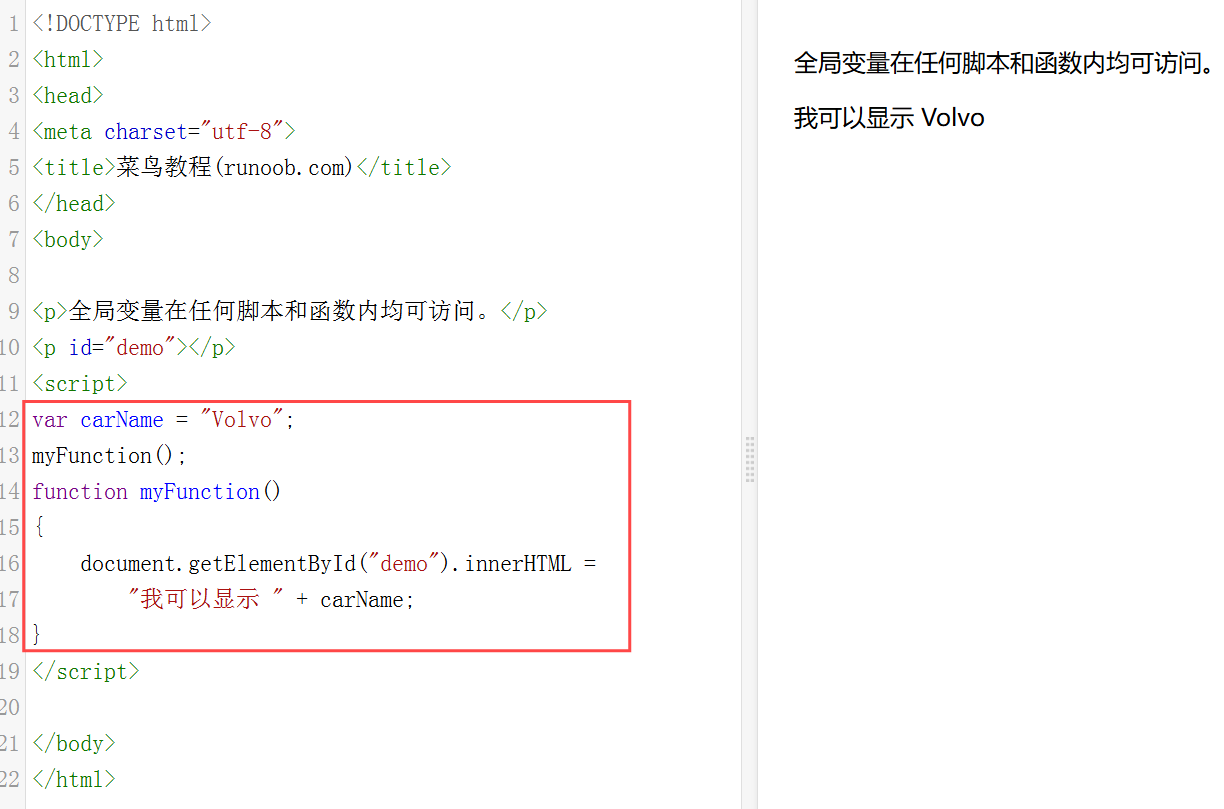 1 <!DOCTYPE html>
2 <html>
3 <head>
4 <meta charset="utf-8">
5 <title>菜鸟教程(runoob.com)</title>
6 </head>
7 <body>
8
9 <p>全局变量在任何脚本和函数内均可访问。</p>
10 <p id="demo"></p>
11 <script>
12 var carName = "Volvo";
13 myFunction();
14 function myFunction()
15 {
16     document.getElementById("demo").innerHTML =
17         "我可以显示 " + carName;
18 }
19 </script>
20
21 </body>
22 </html>
全局变量在任何脚本和函数内均可访问。
我可以显示 Volvo